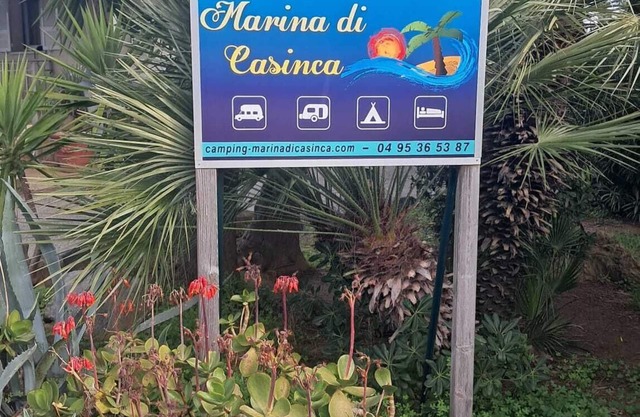 Marina di
Casinca
camping-marinadicasinca.com - 04 95 36 53 87